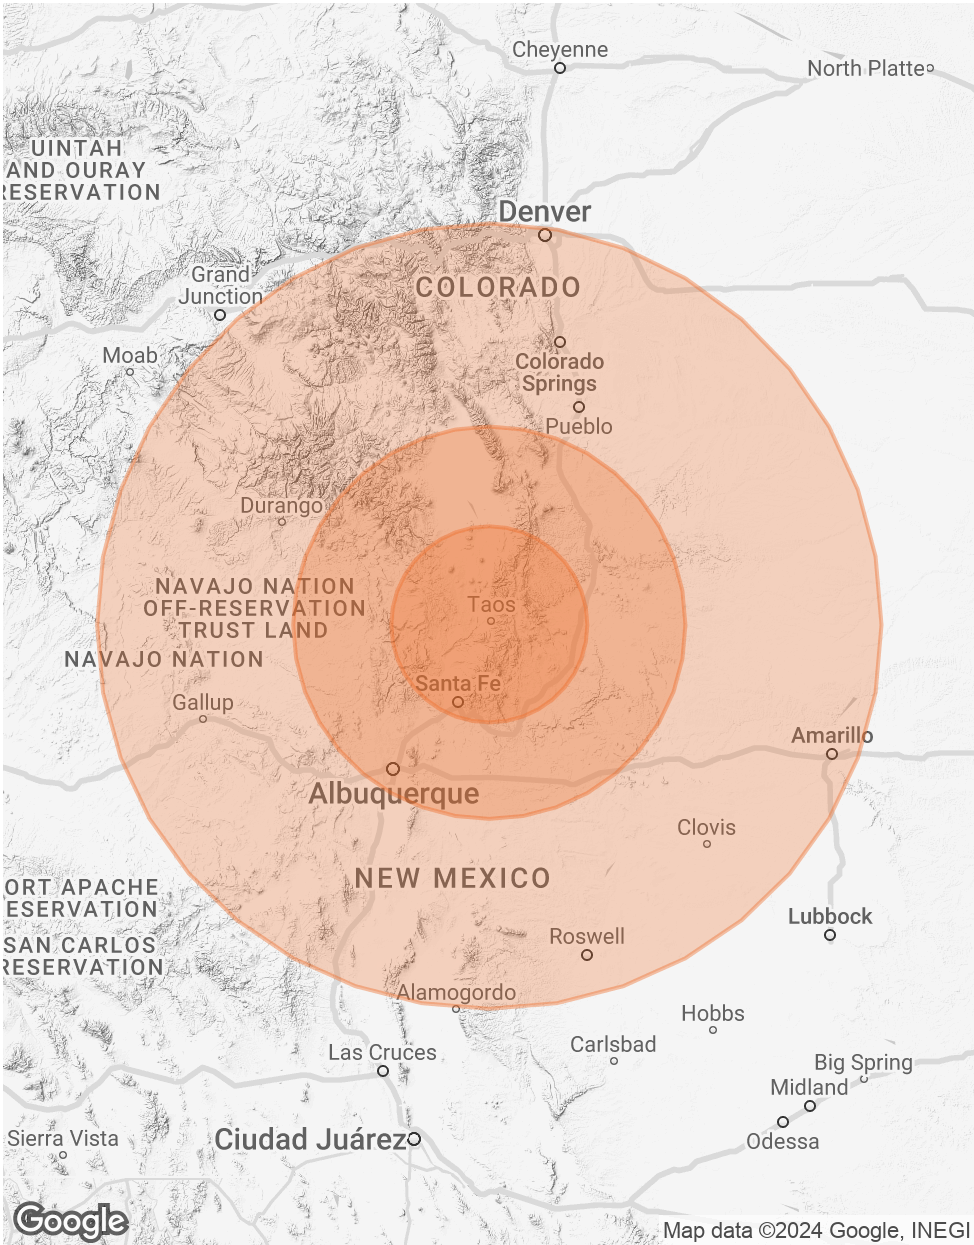 Cheyenne
North Platte
UINTAH
AND OURAY
RESERVATION
Denver
Grand
Junction
COLORADO
Moab
Colorado
Springs
Pueblo
Durango
NAVAJO NATION
OFF-RESERVATION
TRUST LAND
Taos
NAVAJO NATION
Santa Fe
Gallup
Amarillo
Albuquerque
Clovis
NEW MEXICO
ORT APACHE
ESERVATION
Lubbock
SAN CARLOS
RESERVATION
Roswell
Alamogordo
Hobbs
Carlsbad
Las Cruces
Big Spring
Midland
Sierra Vista
Ciudad Juárez
Odessa
Google
Map data ©2024 Google, INEGI